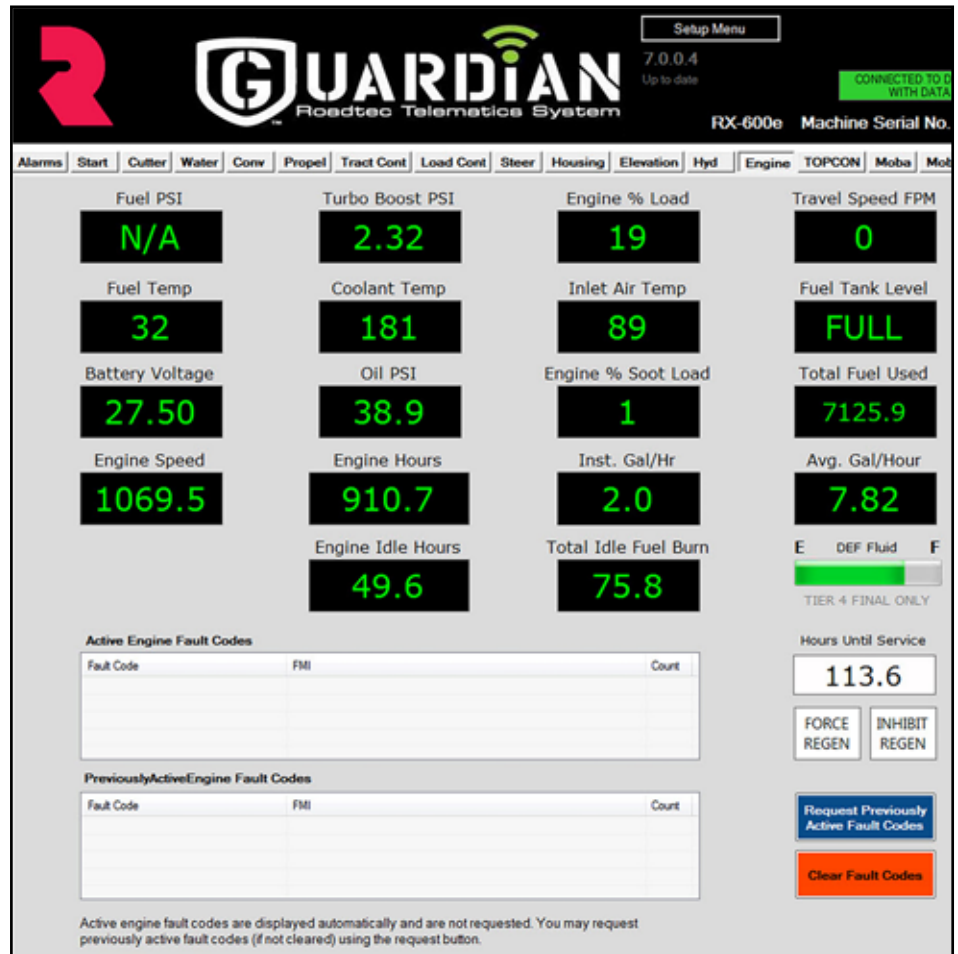 Setup Menu
GUARDIAN
7.0.0.4
Up to date
CONNECTED TO D
WITH DATA
Roadtec Telematics System
™
RX-600e Machine Serial No.
Alarms Start Cutter Water Conv Propel Tract Cont Load Cont Steer Housing Elevation Hyd Engine TOPCON Moba Mob
Fuel PSI Turbo Boost PSI Engine % Load Travel Speed FPM
N/A 2.32 19 0
Fuel Temp Coolant Temp Inlet Air Temp Fuel Tank Level
32 181 89 FULL
Battery Voltage Oil PSI Engine % Soot Load Total Fuel Used
27.50 38.9 1 7125.9
Engine Speed Engine Hours Inst. Gal/Hr Avg. Gal/Hour
1069.5 910.7 2.0 7.82
Engine Idle Hours Total Idle Fuel Burn E DEF Fluid F
49.6 75.8
TIER 4 FINAL ONLY
Active Engine Fault Codes Hours Until Service
Fault Code FMI Count
113.6
FORCE REGEN INHIBIT REGEN
PreviouslyActiveEngine Fault Codes
Fault Code FMI Count
Request Previously
Active Fault Codes
Clear Fault Codes
Active engine fault codes are displayed automatically and are not requested. You may request
previously active fault codes (if not cleared) using the request button.